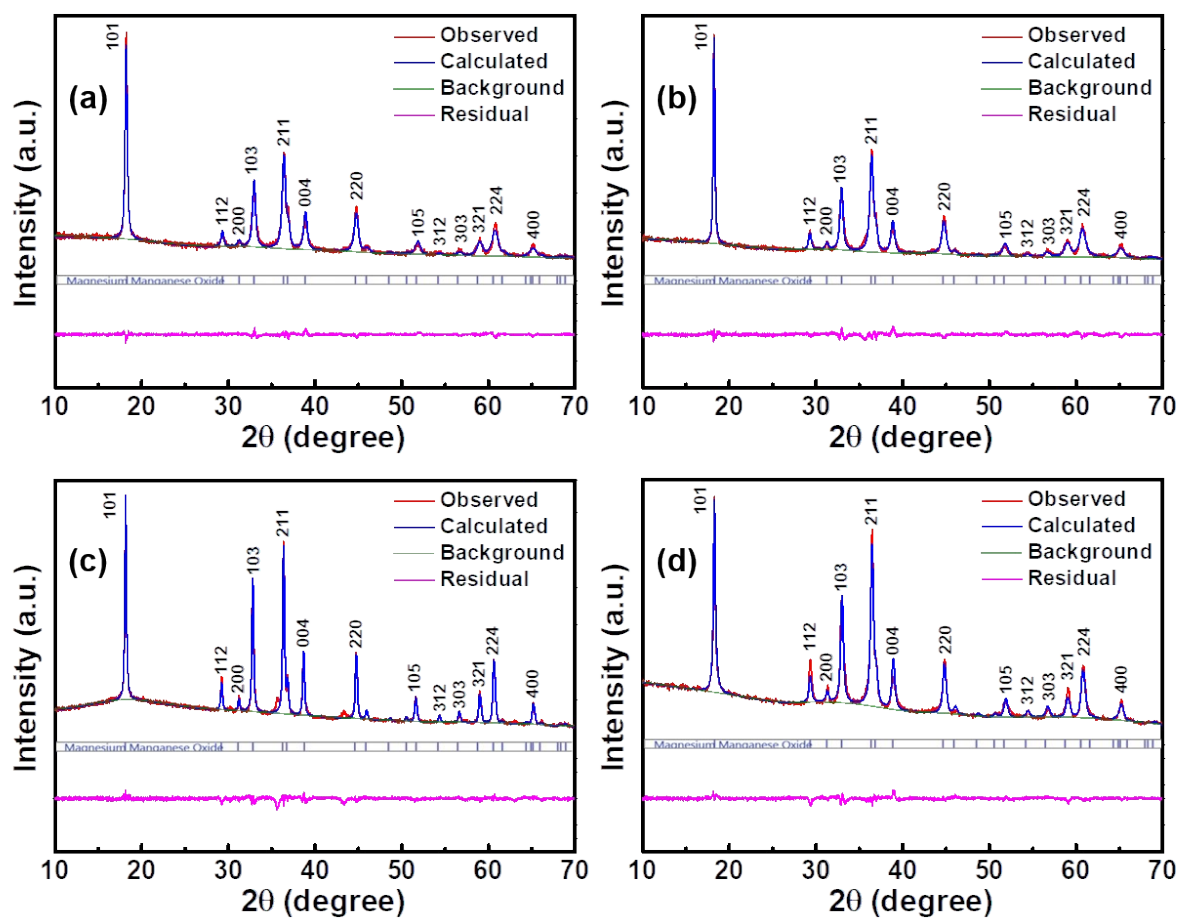 (a)
Intensity (a.u.)
Observed
Calculated
Background
Residual
101
112
200
103
211
004
220
105
312
303
321
224
400
Magnesium Manganese Oxide
10 20 30 40 50 60 70
2θ (degree)
(b)
Intensity (a.u.)
Observed
Calculated
Background
Residual
101
112
200
103
211
004
220
105
312
303
321
224
400
Magnesium Manganese Oxide
10 20 30 40 50 60 70
2θ (degree)
(c)
Intensity (a.u.)
Observed
Calculated
Background
Residual
101
112
200
103
211
004
220
105
312
303
321
224
400
Magnesium Manganese Oxide
10 20 30 40 50 60 70
2θ (degree)
(d)
Intensity (a.u.)
Observed
Calculated
Background
Residual
101
112
200
103
211
004
220
105
312
303
321
224
400
Magnesium Manganese Oxide
10 20 30 40 50 60 70
2θ (degree)